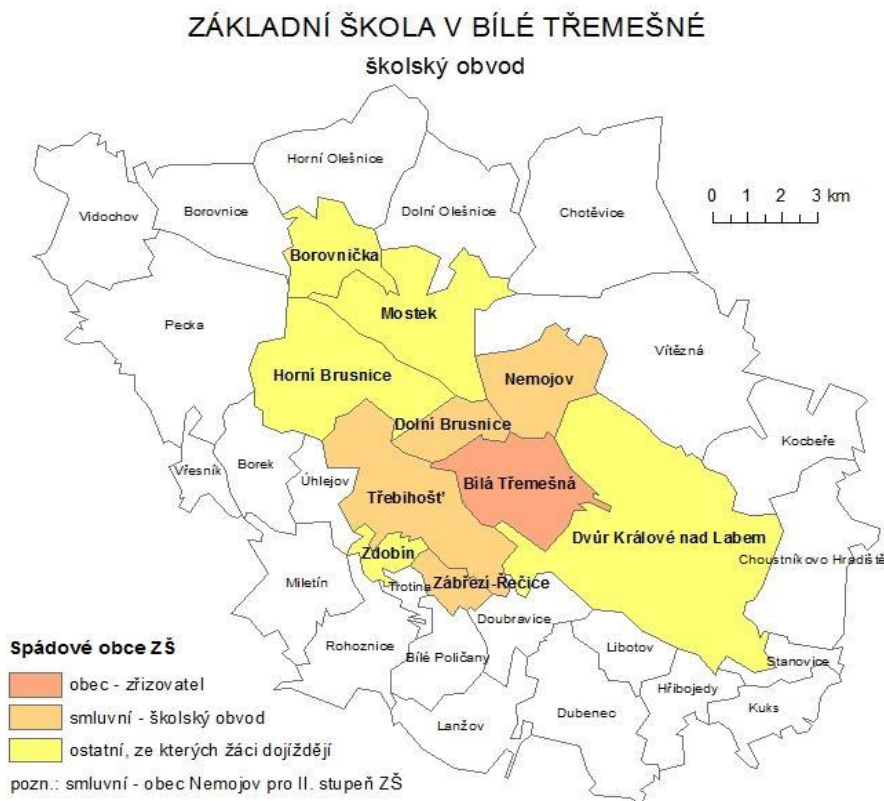 ZÁKLADNÍ ŠKOLA V BÍLÉ TŘEMEŠNÉ
školský obvod
Horní Olešnice
Vidochov
Borovnice
Dolní Olešnice
Chotěvice
0 1 2 3 km
Borovnička
Mostek
Pecka
Vítězná
Horní Brusnice
Nemojov
Dolní Brusnice
Kocbeře
Vřesník
Borek
Úhlejov
Bílá Třemešná
Třebihošť
Dvůr Králové nad Labem
Zdobín
Choustníkovo Hradiště
Miletín
Trotina
Zábřezí-Řečice
Doubravice
Rohoznice
Bílé Poličany
Libotov
Stanovice
Hřibojedy
Kuks
Lanžov
Dubenec
Spádové obce ZŠ
obec - zřizovatel
smluvní - školský obvod
ostatní, ze kterých žáci dojíždějí
pozn.: smluvní - obec Nemojov pro II. stupeň ZŠ